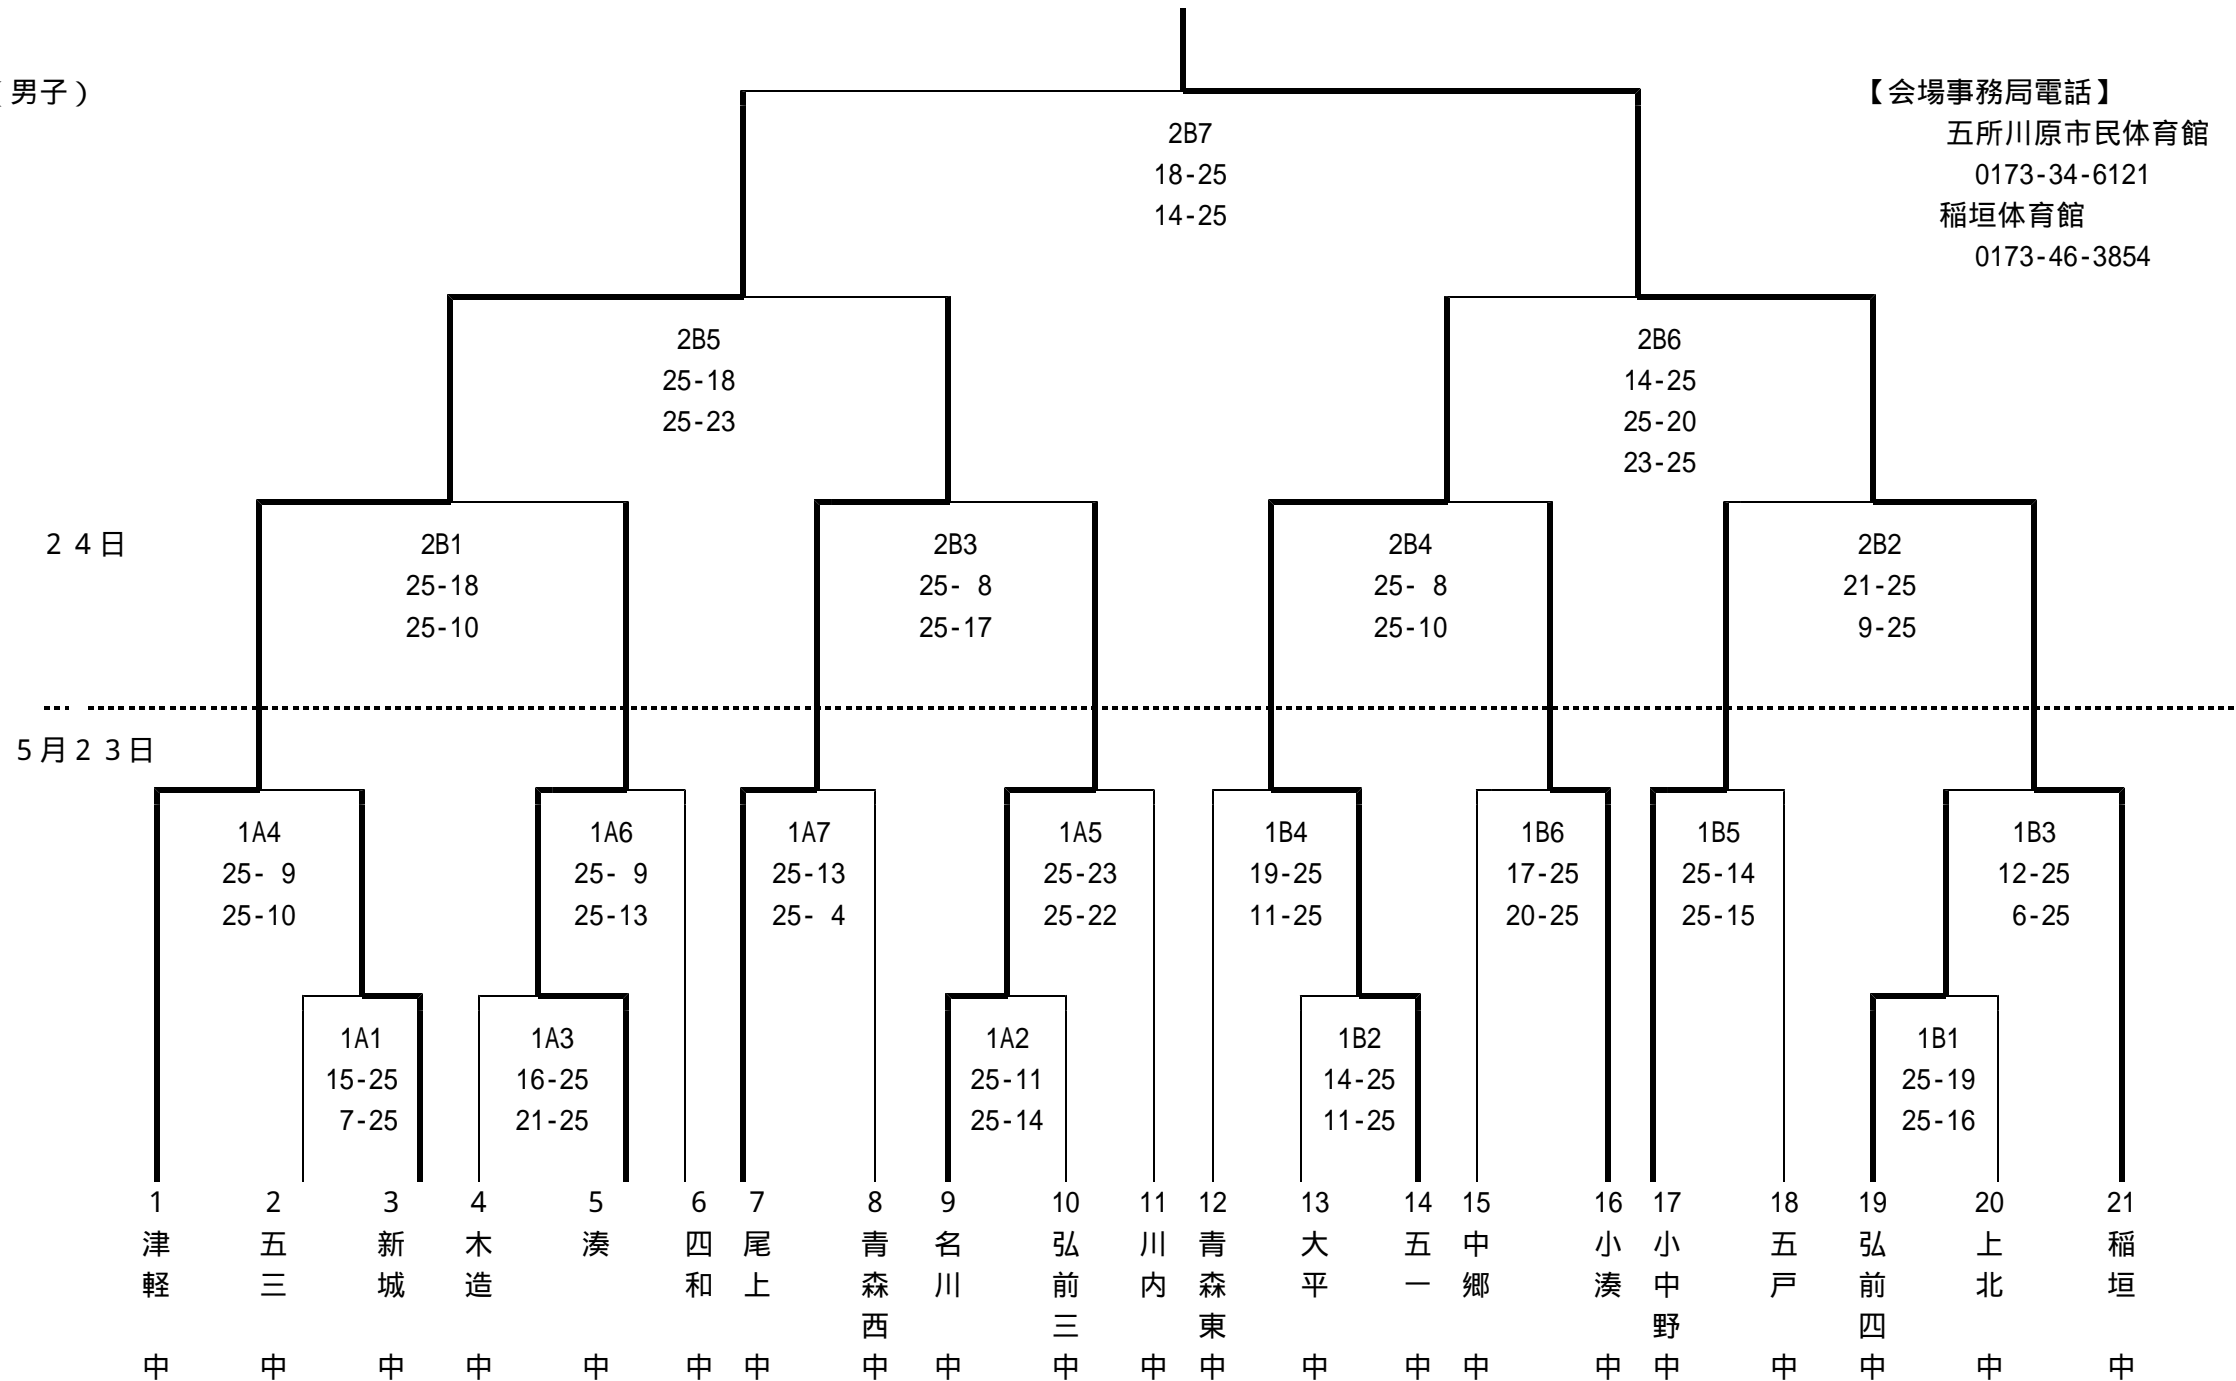 （男子）
【会場事務局電話】
五所川原市民体育館
0173-34-6121
稲垣体育館
0173-46-3854
2B7
18-25
14-25
2B5
25-18
25-23
2B6
14-25
25-20
23-25
２４日
2B1
25-18
25-10
2B3
25- 8
25-17
2B4
25- 8
25-10
2B2
21-25
9-25
５月２３日
1A4
25- 9
25-10
1A6
25- 9
25-13
1A7
25-13
25- 4
1A5
25-23
25-22
1B4
19-25
11-25
1B6
17-25
20-25
1B5
25-14
25-15
1B3
12-25
6-25
1A1
15-25
7-25
1A3
16-25
21-25
1A2
25-11
25-14
1B2
14-25
11-25
1B1
25-19
25-16
1
津軽中
2
五三中
3
新城中
4
木造中
5
湊中
6
四和中
7
尾上中
8
青森西中
9
名川中
10
弘前三中
11
川内中
12
青森東中
13
大平中
14
五一中
15
中郷中
16
小湊中
17
小中野中
18
五戸中
19
弘前四中
20
上北中
21
稲垣中